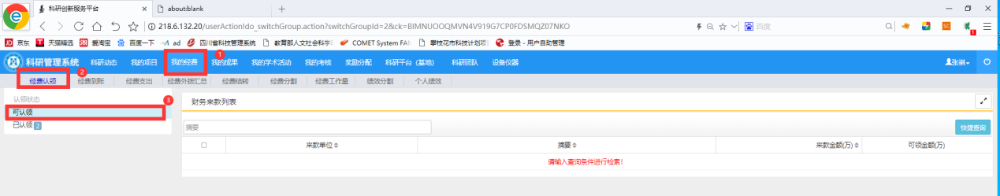 科研创新服务平台 × about:blank +
218.6.132.20/userAction!do_switchGroup.action?switchGroupId=2&ck=BIMNUOOQMVN4V919G7CP0FDSMQZ07NKO 百度
京东 天猫精选 爱淘宝 百度一下 ad 四川省科技管理系统 教育部人文社会科学 COMET System FAM 攀枝花市科技计划项 登录 - 用户自助管理
科研管理系统 科研动态 我的项目 我的经费 1 我的成果 我的学术活动 我的考核 奖励分配 科研平台(基地) 科研团队 设备仪器 张祺
经费认领 2 经费到账 经费支出 经费外拨汇总 经费结转 经费分割 经费工作量 绩效分割 个人绩效
认领状态 3 财务来款列表
可认领
已认领 2 摘要 快捷查询
来款单位 摘要 来款金额(万) 可领金额(万)
请输入查询条件进行检索!